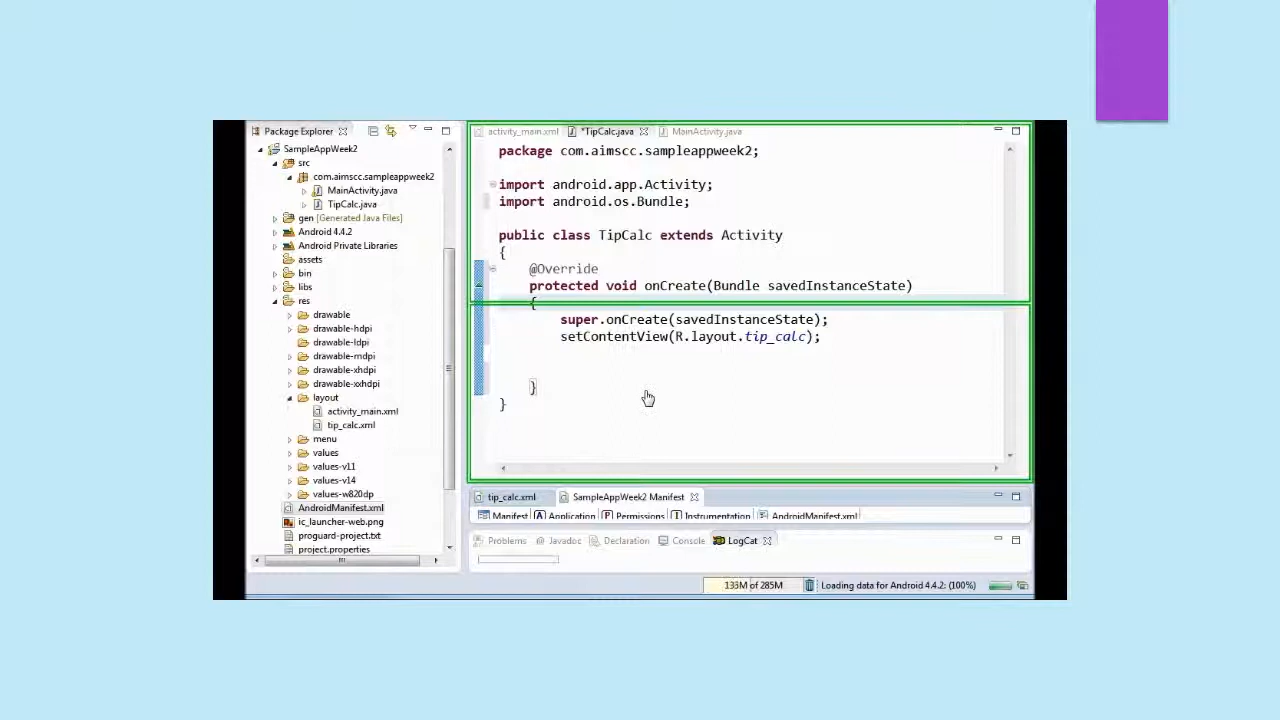 Package Explorer
SampleAppWeek2
src
com.aimscc.sampleappweek2
MainActivity.java
TipCalc.java
gen [Generated Java Files]
Android 4.4.2
Android Private Libraries
assets
bin
libs
res
drawable
drawable-hdpi
drawable-ldpi
drawable-mdpi
drawable-xhdpi
drawable-xxhdpi
layout
activity_main.xml
tip_calc.xml
menu
values
values-v11
values-v14
values-w820dp
AndroidManifest.xml
ic_launcher-web.png
proguard-project.txt
project.properties
activity_main.xml *TipCalc.java MainActivity.java
package com.aimscc.sampleappweek2;
import android.app.Activity;
import android.os.Bundle;
public class TipCalc extends Activity
{
@Override
protected void onCreate(Bundle savedInstanceState)
{
super.onCreate(savedInstanceState);
setContentView(R.layout.tip_calc);
}
}
tip_calc.xml SampleAppWeek2 Manifest
Manifest A Application P Permissions I Instrumentation AndroidManifest.xml
Problems @ Javadoc Declaration Console LogCat
133M of 285M Loading data for Android 4.4.2: (100%)